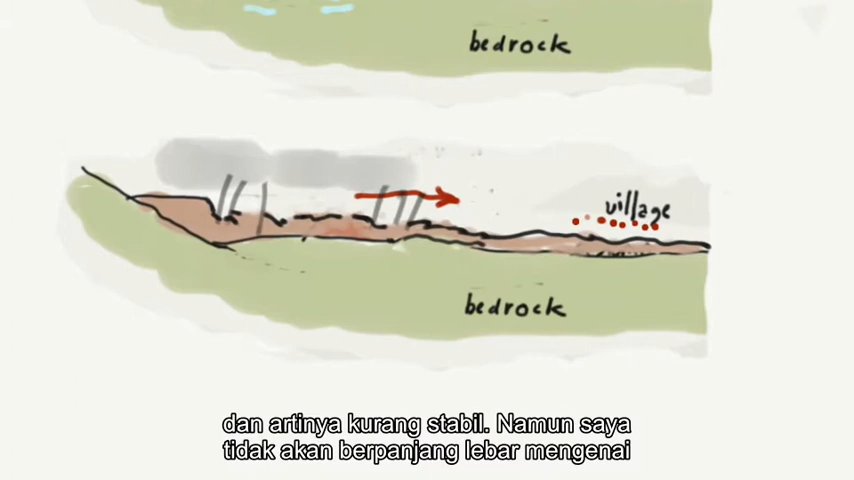 bedrock
village
bedrock
dan artinya kurang stabil. Namun saya
tidak akan berpanjang lebar mengenai